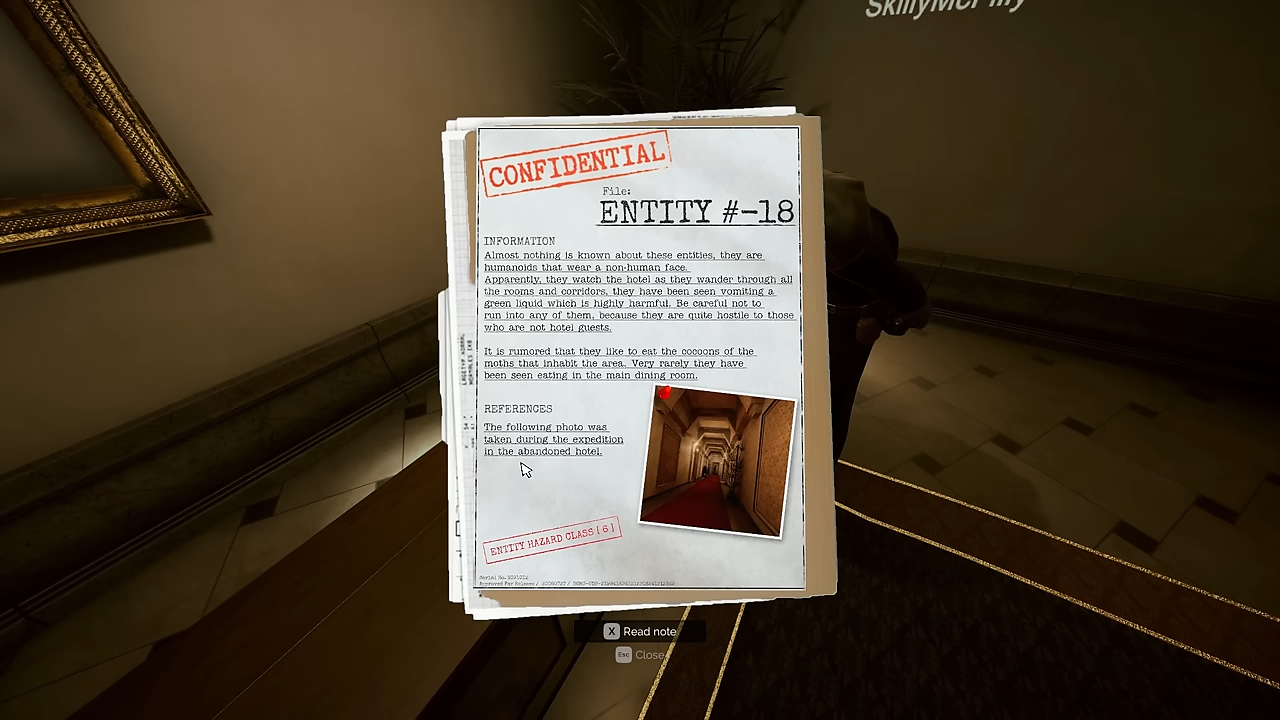 CONFIDENTIAL
File:
ENTITY #-18
INFORMATION
Almost nothing is known about these entities, they are
humanoids that wear a non-human face.
Apparently, they watch the hotel as they wander through all
the rooms and corridors, they have been seen vomiting a
green liquid which is highly harmful. Be careful not to
run into any of them, because they are quite hostile to those
who are not hotel guests.
It is rumored that they like to eat the cocoons of the
moths that inhabit the area. Very rarely they have
been seen eating in the main dining room.
REFERENCES
The following photo was
taken during the expedition
in the abandoned hotel.
ENTITY HAZARD CLASS [ 6 ]
Serial No.
Approved For Release /
X Read note
Esc Close